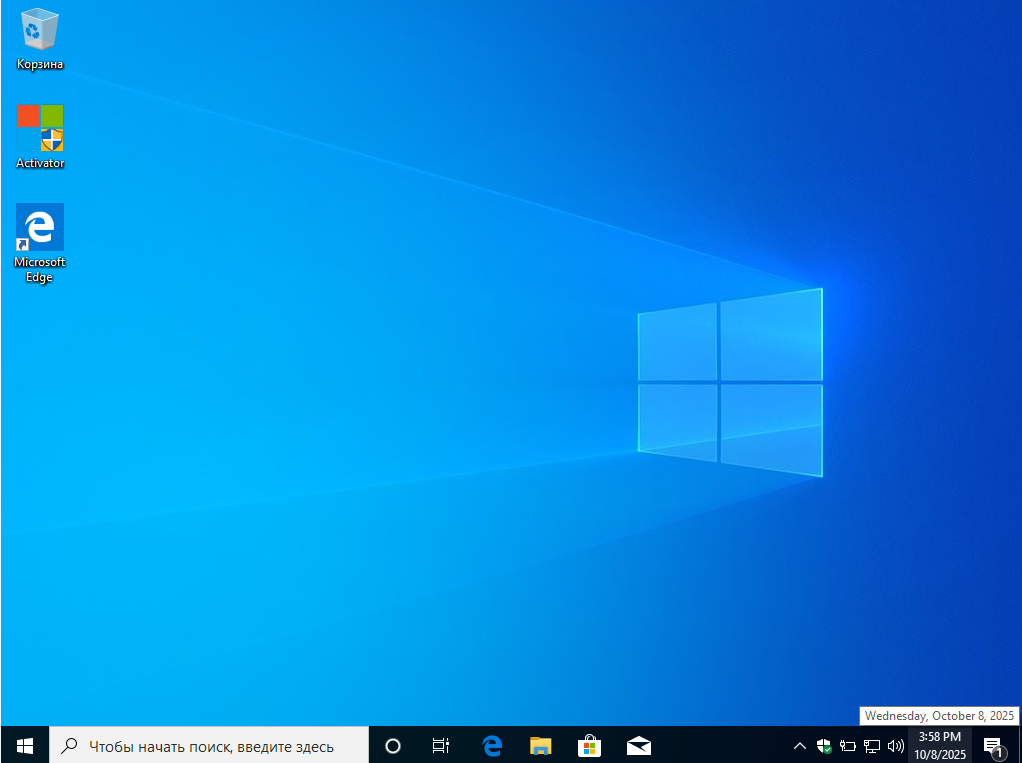 Корзина
Activator
Microsoft
Edge
Wednesday, October 8, 2025
Чтобы начать поиск, введите здесь
3:58 PM
10/8/2025
1